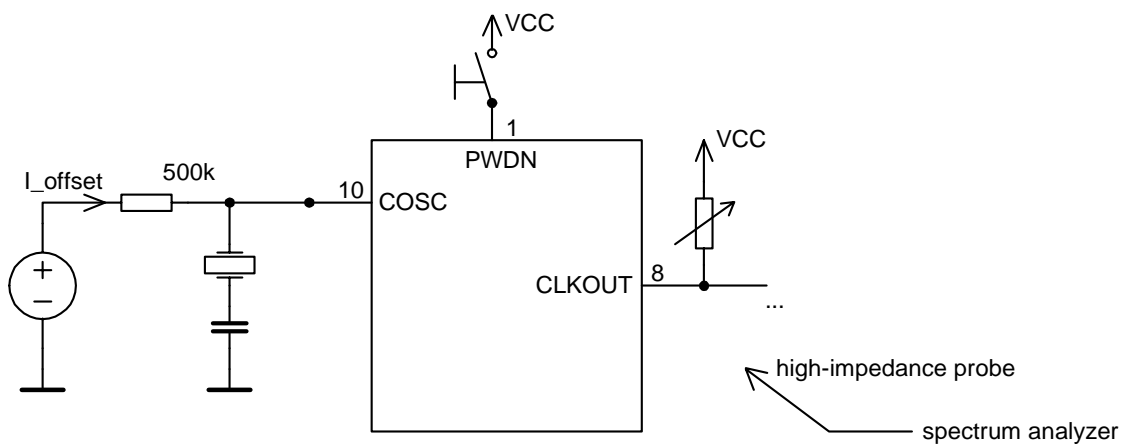 VCC
1
PWDN
VCC
I_offset
500k
10
COSC
CLKOUT
8
...
+
−
high-impedance probe
spectrum analyzer